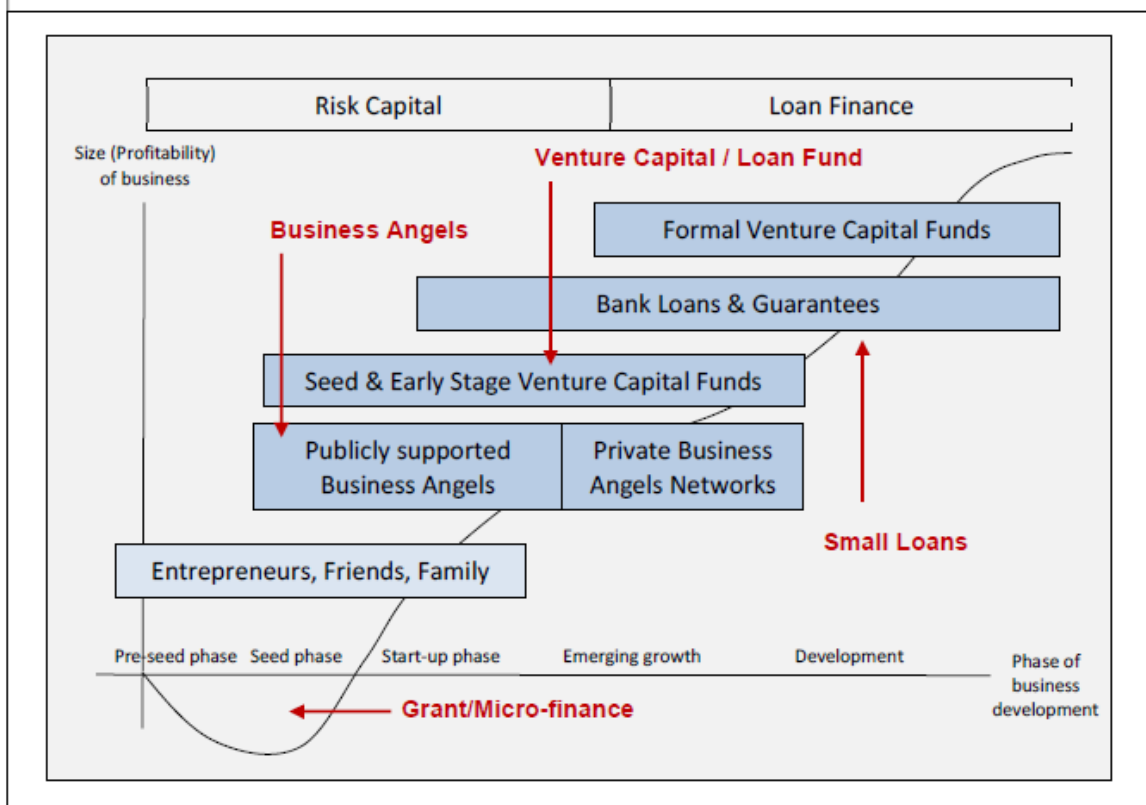 Risk Capital
Loan Finance
Size (Profitability)
of business
Venture Capital / Loan Fund
Business Angels
Formal Venture Capital Funds
Bank Loans & Guarantees
Seed & Early Stage Venture Capital Funds
Publicly supported
Business Angels
Private Business
Angels Networks
Small Loans
Entrepreneurs, Friends, Family
Pre-seed phase
Seed phase
Start-up phase
Emerging growth
Development
Phase of
business
development
Grant/Micro-finance